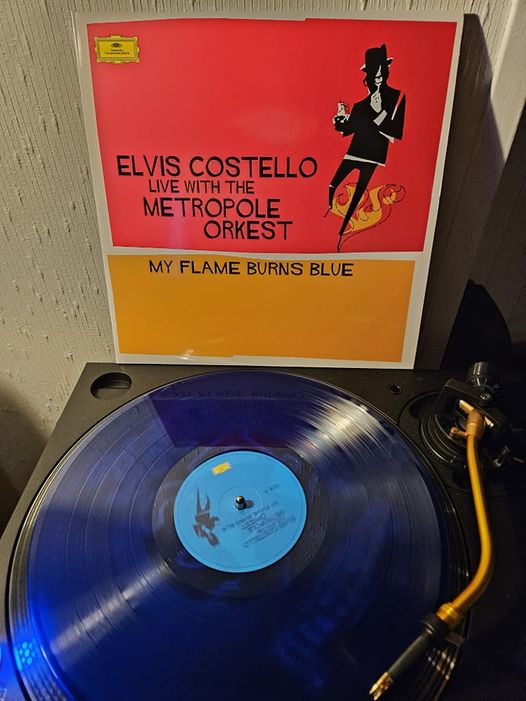 ELVIS COSTELLO
LIVE WITH THE
METROPOLE
ORKEST
MY FLAME BURNS BLUE